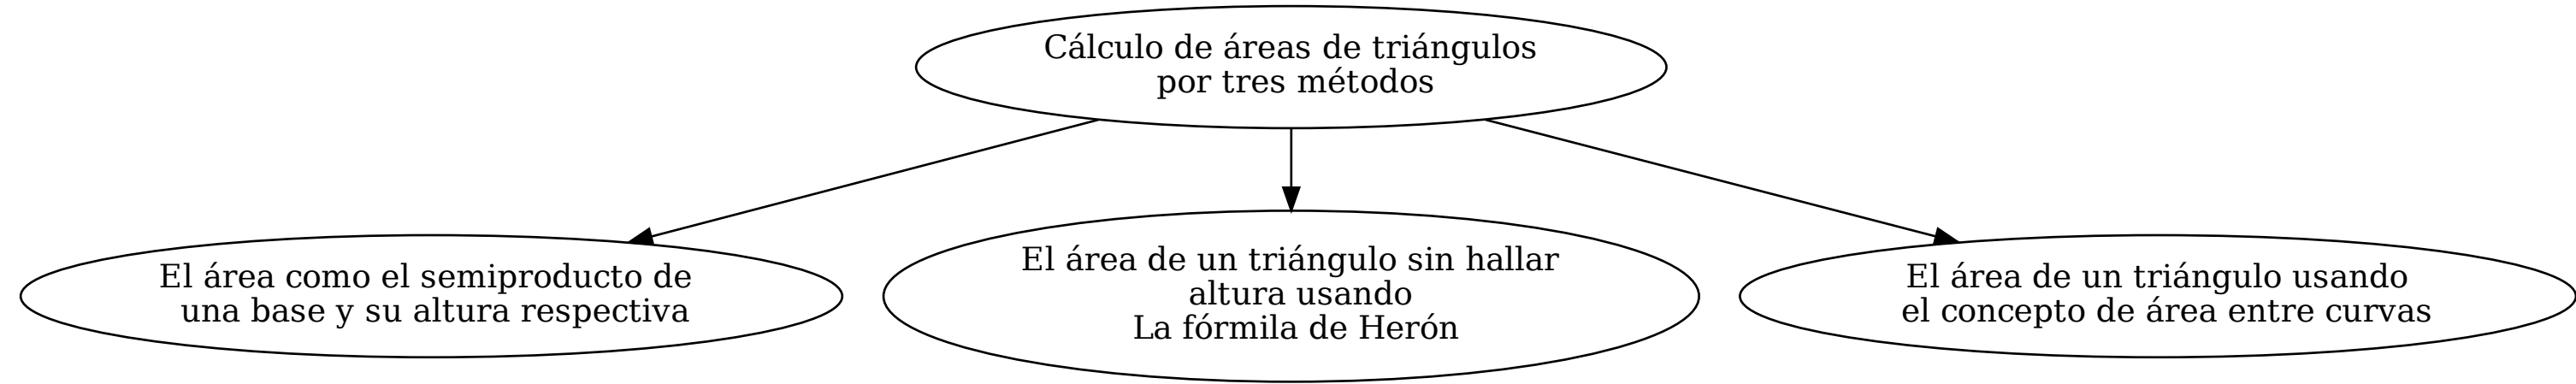 Cálculo de áreas de triángulos
por tres métodos
El área como el semiproducto de
una base y su altura respectiva
El área de un triángulo sin hallar
altura usando
La fórmila de Herón
El área de un triángulo usando
el concepto de área entre curvas